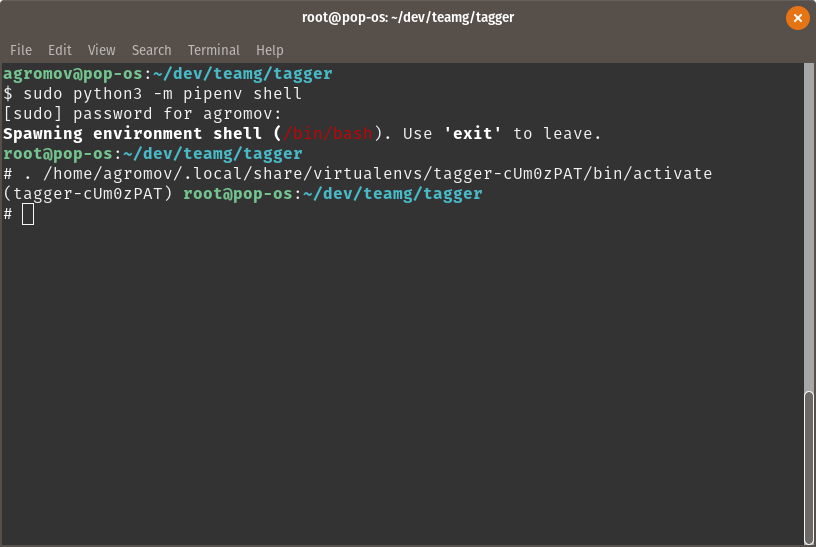 root@pop-os: ~/dev/teamg/tagger
File Edit View Search Terminal Help
agromov@pop-os:~/dev/teamg/tagger
$ sudo python3 -m pipenv shell
[sudo] password for agromov:
Spawning environment shell (/bin/bash). Use 'exit' to leave.
root@pop-os:~/dev/teamg/tagger
# . /home/agromov/.local/share/virtualenvs/tagger-cUm0zPAT/bin/activate
(tagger-cUm0zPAT) root@pop-os:~/dev/teamg/tagger
#